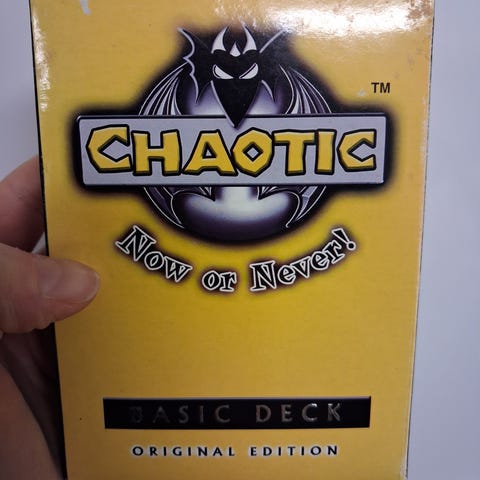 TM
CHAOTIC
Now or Never!
BASIC DECK
ORIGINAL EDITION